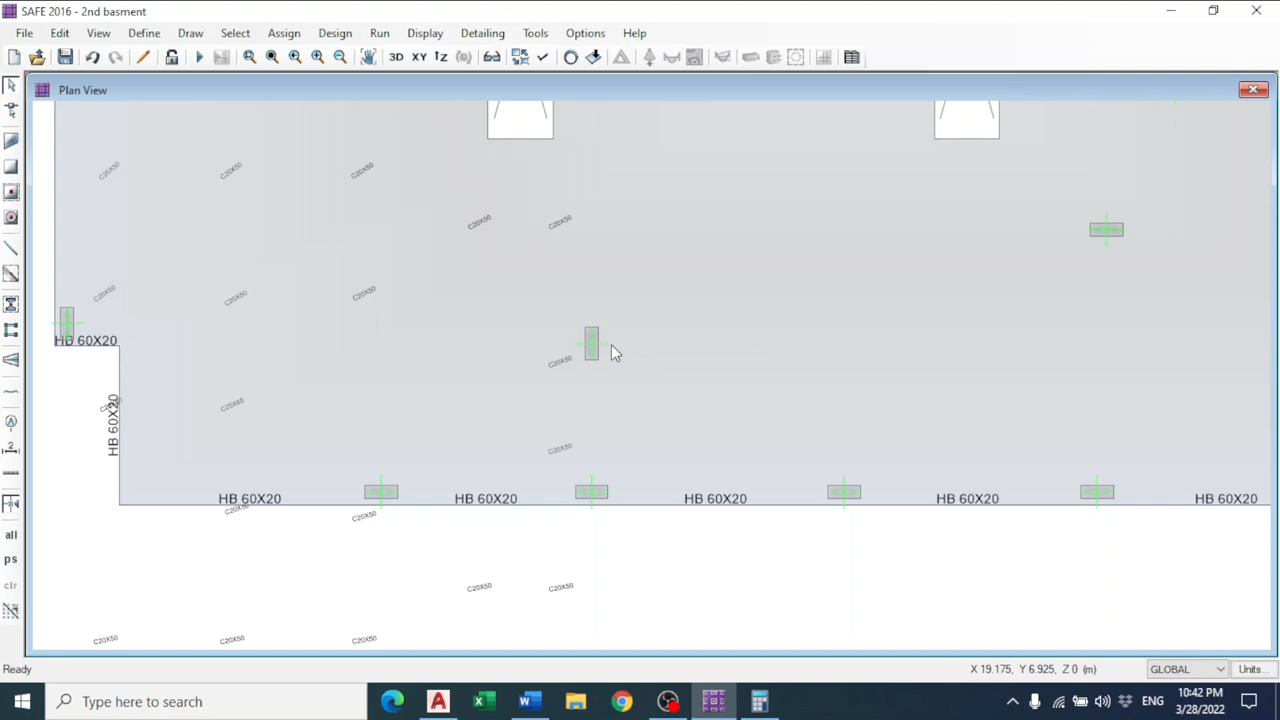 SAFE 2016 - 2nd basment
File Edit View Define Draw Select Assign Design Run Display Detailing Tools Options Help
3D XY
Plan View
C20X50 C20X50 C20X50
C20X50 C20X50
C20X50 C20X50 C20X50
HB 60X20
C20X50
HB 60X20
C25X60
C20X50
HB 60X20 HB 60X20 HB 60X20 HB 60X20 HB 60X20
C20X50 C20X50
C20X50 C20X50
C20X50 C20X50 C20X50
all
ps
clr
Ready X 19.175, Y 6.925, Z 0 (m) GLOBAL Units...
Type here to search ENG 10:42 PM
3/28/2022